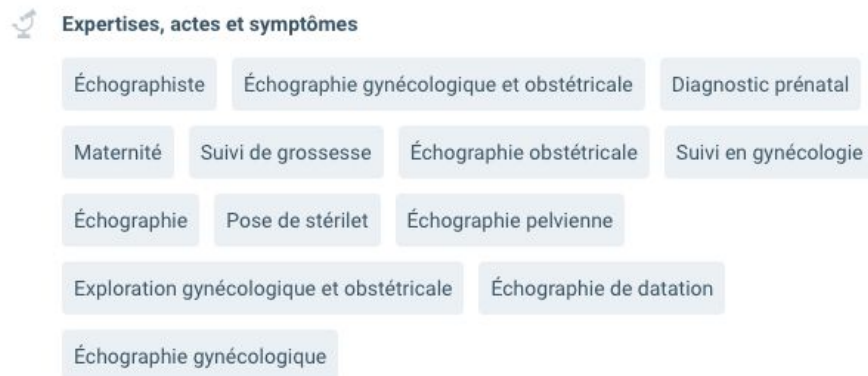 Expertises, actes et symptômes
Échographiste Échographie gynécologique et obstétricale Diagnostic prénatal
Maternité Suivi de grossesse Échographie obstétricale Suivi en gynécologie
Échographie Pose de stérilet Échographie pelvienne
Exploration gynécologique et obstétricale Échographie de datation
Échographie gynécologique